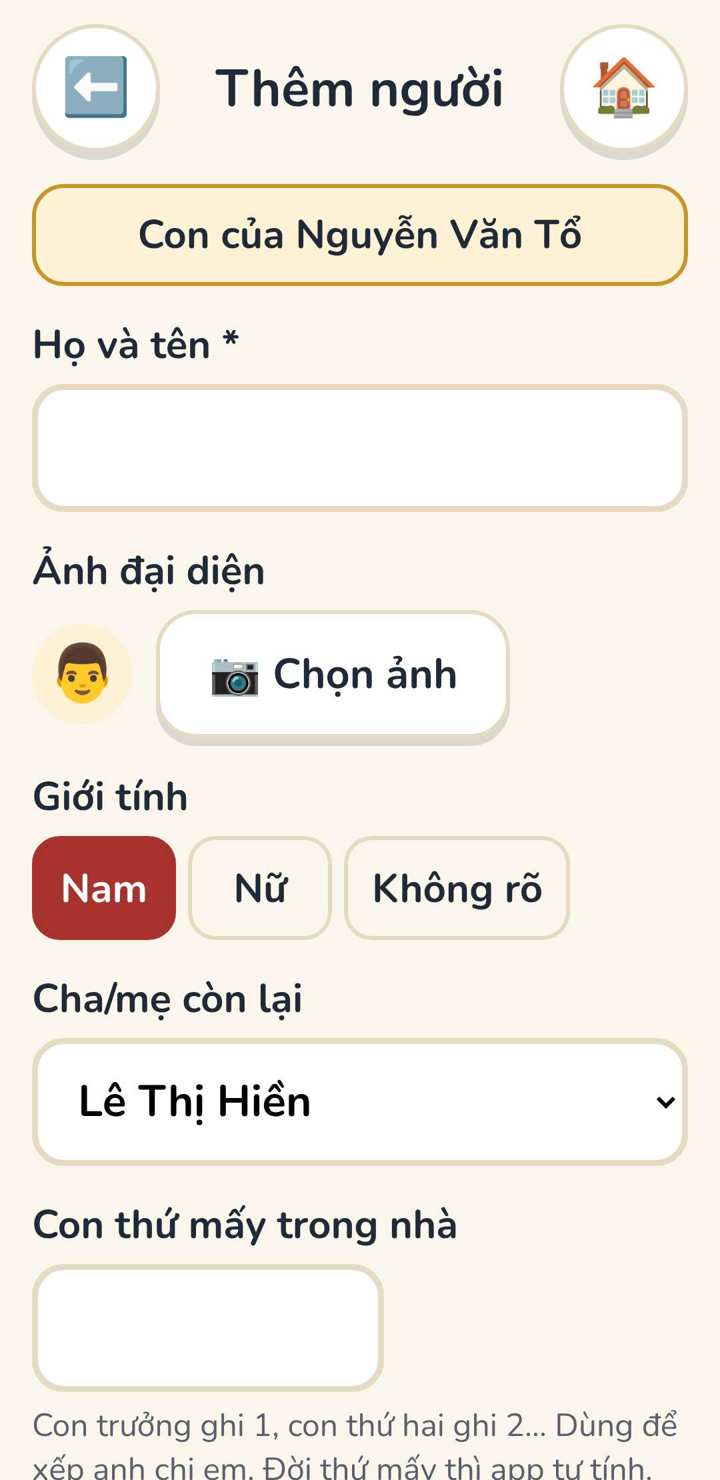 Thêm người
Con của Nguyễn Văn Tổ
Họ và tên *
Ảnh đại diện
Chọn ảnh
Giới tính
Nam Nữ Không rõ
Cha/mẹ còn lại
Lê Thị Hiền
Con thứ mấy trong nhà
Con trưởng ghi 1, con thứ hai ghi 2... Dùng để
xếp anh chị em. Đời thứ mấy thì app tự tính.